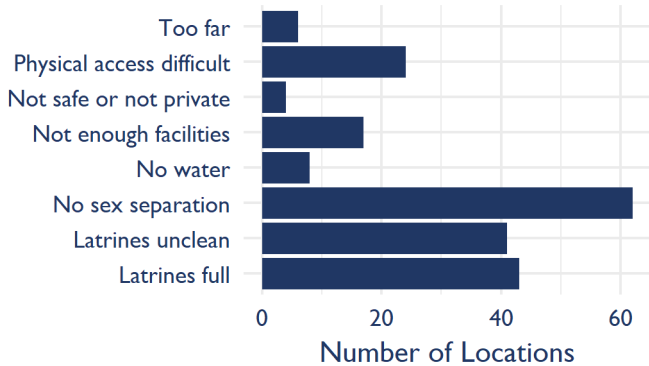 Too far
Physical access difficult
Not safe or not private
Not enough facilities
No water
No sex separation
Latrines unclean
Latrines full
0 20 40 60
Number of Locations